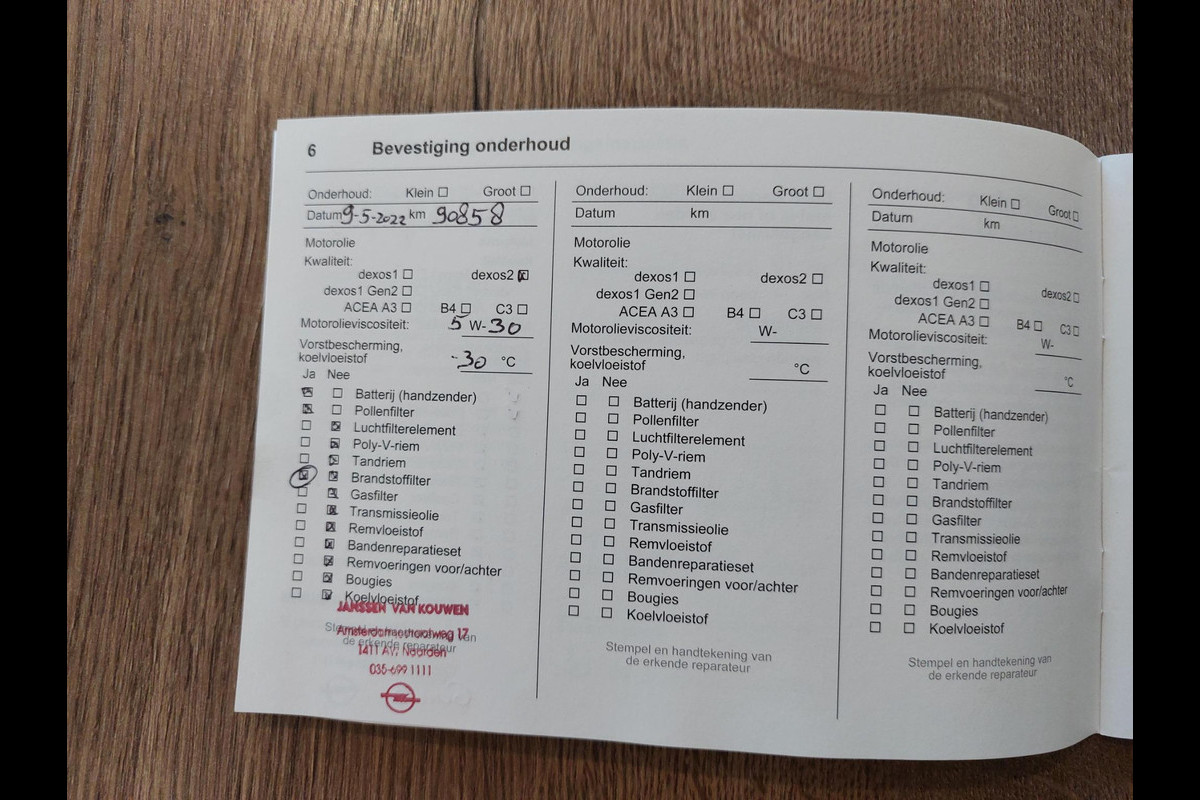 6 Bevestiging onderhoud
Onderhoud: Klein ☐ Groot ☐
Datum 9-5-2022 km 90858
Motorolie
Kwaliteit:
dexos1 ☐ dexos2 ☒
dexos1 Gen2 ☐
ACEA A3 ☐ B4 ☐ C3 ☐
Motorolieviscositeit: 5 W-30
Vorstbescherming,
koelvloeistof -30 °C
Ja Nee
☒ ☐ Batterij (handzender)
☒ ☐ Pollenfilter
☐ ☒ Luchtfilterelement
☐ ☒ Poly-V-riem
☐ ☒ Tandriem
☒ ☒ Brandstoffilter
☐ ☒ Gasfilter
☐ ☒ Transmissieolie
☐ ☒ Remvloeistof
☐ ☒ Bandenreparatieset
☐ ☒ Remvoeringen voor/achter
☐ ☒ Bougies
☐ ☒ Koelvloeistof
JANSSEN VAN KOUWEN
Stempel en handtekening van
de erkende reparateur
17
1411 AV, Naarden
035-699 1111
Onderhoud: Klein ☐ Groot ☐
Datum km
Motorolie
Kwaliteit:
dexos1 ☐ dexos2 ☐
dexos1 Gen2 ☐
ACEA A3 ☐ B4 ☐ C3 ☐
Motorolieviscositeit: W-
Vorstbescherming,
koelvloeistof °C
Ja Nee
☐ ☐ Batterij (handzender)
☐ ☐ Pollenfilter
☐ ☐ Luchtfilterelement
☐ ☐ Poly-V-riem
☐ ☐ Tandriem
☐ ☐ Brandstoffilter
☐ ☐ Gasfilter
☐ ☐ Transmissieolie
☐ ☐ Remvloeistof
☐ ☐ Bandenreparatieset
☐ ☐ Remvoeringen voor/achter
☐ ☐ Bougies
☐ ☐ Koelvloeistof
Stempel en handtekening van
de erkende reparateur
Onderhoud: Klein ☐ Groot ☐
Datum km
Motorolie
Kwaliteit:
dexos1 ☐ dexos2 ☐
dexos1 Gen2 ☐
ACEA A3 ☐ B4 ☐ C3 ☐
Motorolieviscositeit: W-
Vorstbescherming,
koelvloeistof °C
Ja Nee
☐ ☐ Batterij (handzender)
☐ ☐ Pollenfilter
☐ ☐ Luchtfilterelement
☐ ☐ Poly-V-riem
☐ ☐ Tandriem
☐ ☐ Brandstoffilter
☐ ☐ Gasfilter
☐ ☐ Transmissieolie
☐ ☐ Remvloeistof
☐ ☐ Bandenreparatieset
☐ ☐ Remvoeringen voor/achter
☐ ☐ Bougies
☐ ☐ Koelvloeistof
Stempel en handtekening van
de erkende reparateur